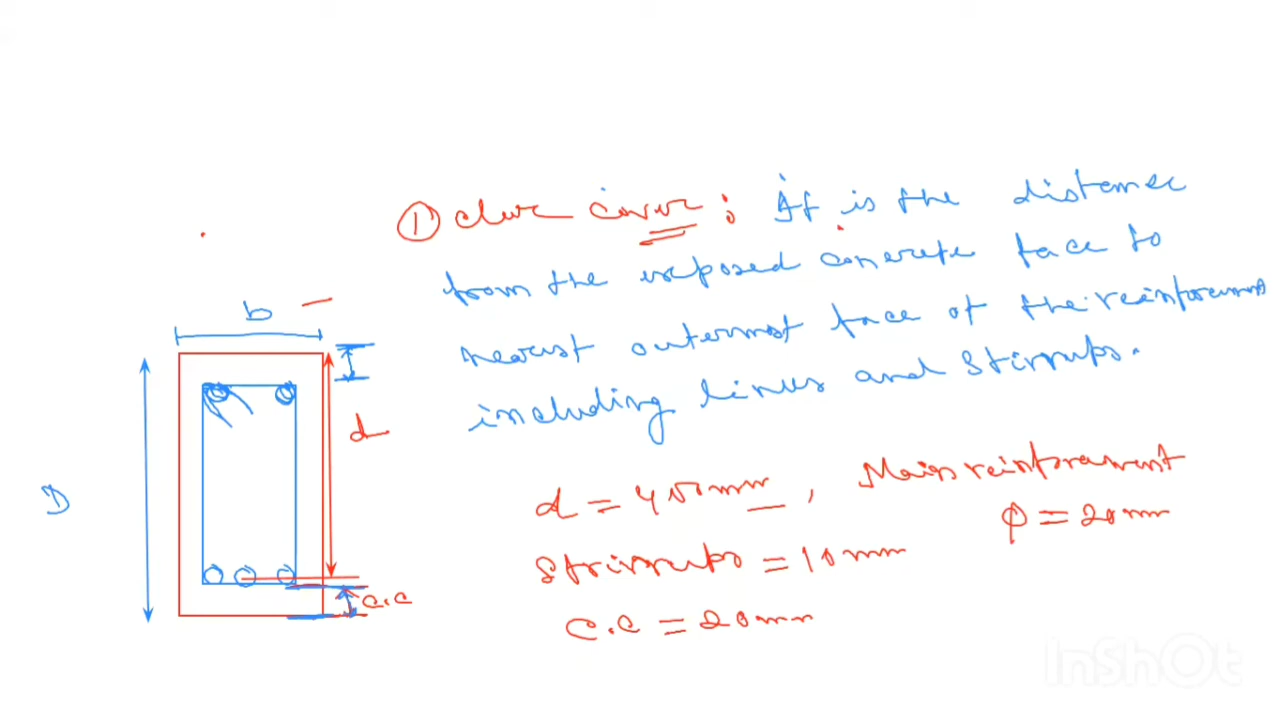 ① clear cover : It is the distance
from the exposed concrete face to
nearest outermost face of the reinforcement
including links and stirrups.
b
d
D
c.c
d = 400mm , Main reinforcement
ϕ = 20mm
Stirrups = 10mm
C.C = 20mm
InShOt